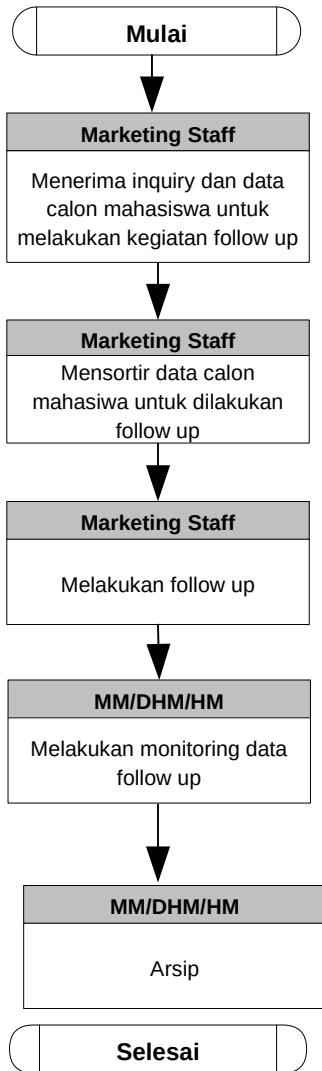 Mulai
Marketing Staff
Menerima inquiry dan data
calon mahasiswa untuk
melakukan kegiatan follow up
Marketing Staff
Mensortir data calon
mahasiwa untuk dilakukan
follow up
Marketing Staff
Melakukan follow up
MM/DHM/HM
Melakukan monitoring data
follow up
MM/DHM/HM
Arsip
Selesai